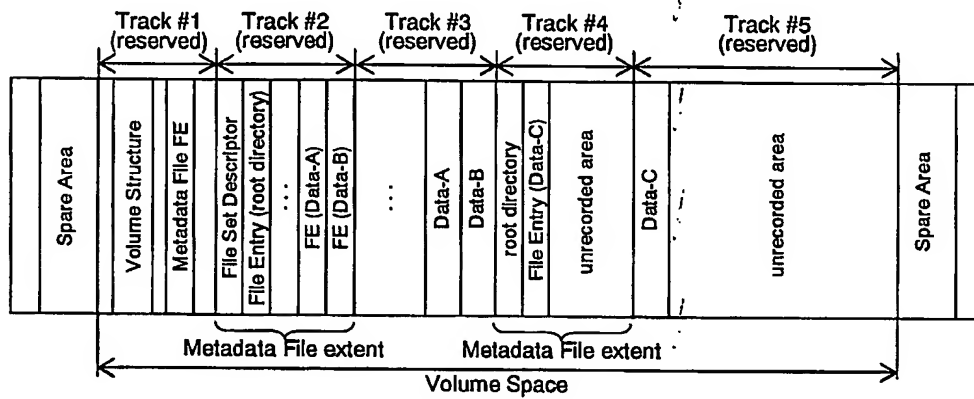 Track #1 Track #2 Track #3 Track #4 Track #5
(reserved) (reserved) (reserved) (reserved) (reserved)
Spare Area
Volume Structure
Metadata File FE
File Set Descriptor
File Entry (root directory)
...
FE (Data-A)
FE (Data-B)
...
Data-A
Data-B
root directory
File Entry (Data-C)
unrecorded area
Data-C
unrecorded area
Spare Area
Metadata File extent Metadata File extent
Volume Space